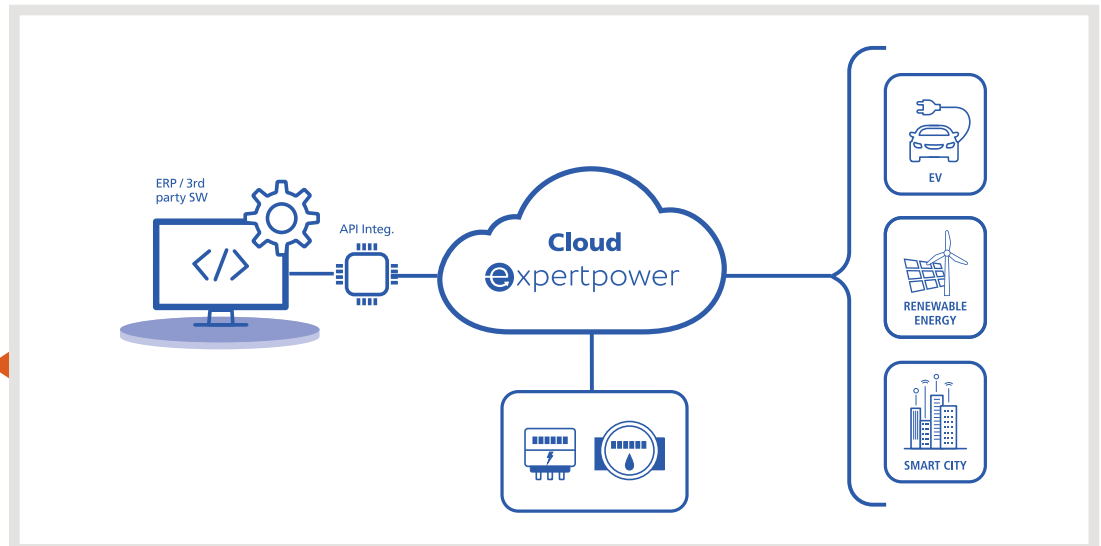 ERP / 3rd
party SW
API Integ.
Cloud
expertpower
EV
RENEWABLE
ENERGY
SMART CITY